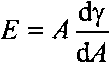 E = A dγ/dA